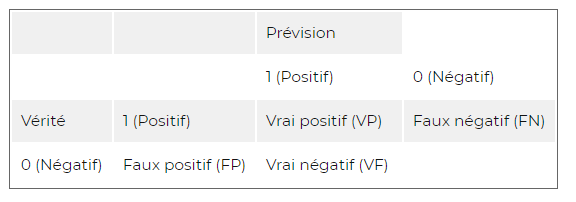 Prévision
1 (Positif) 0 (Négatif)
Vérité 1 (Positif) Vrai positif (VP) Faux négatif (FN)
0 (Négatif) Faux positif (FP) Vrai négatif (VF)